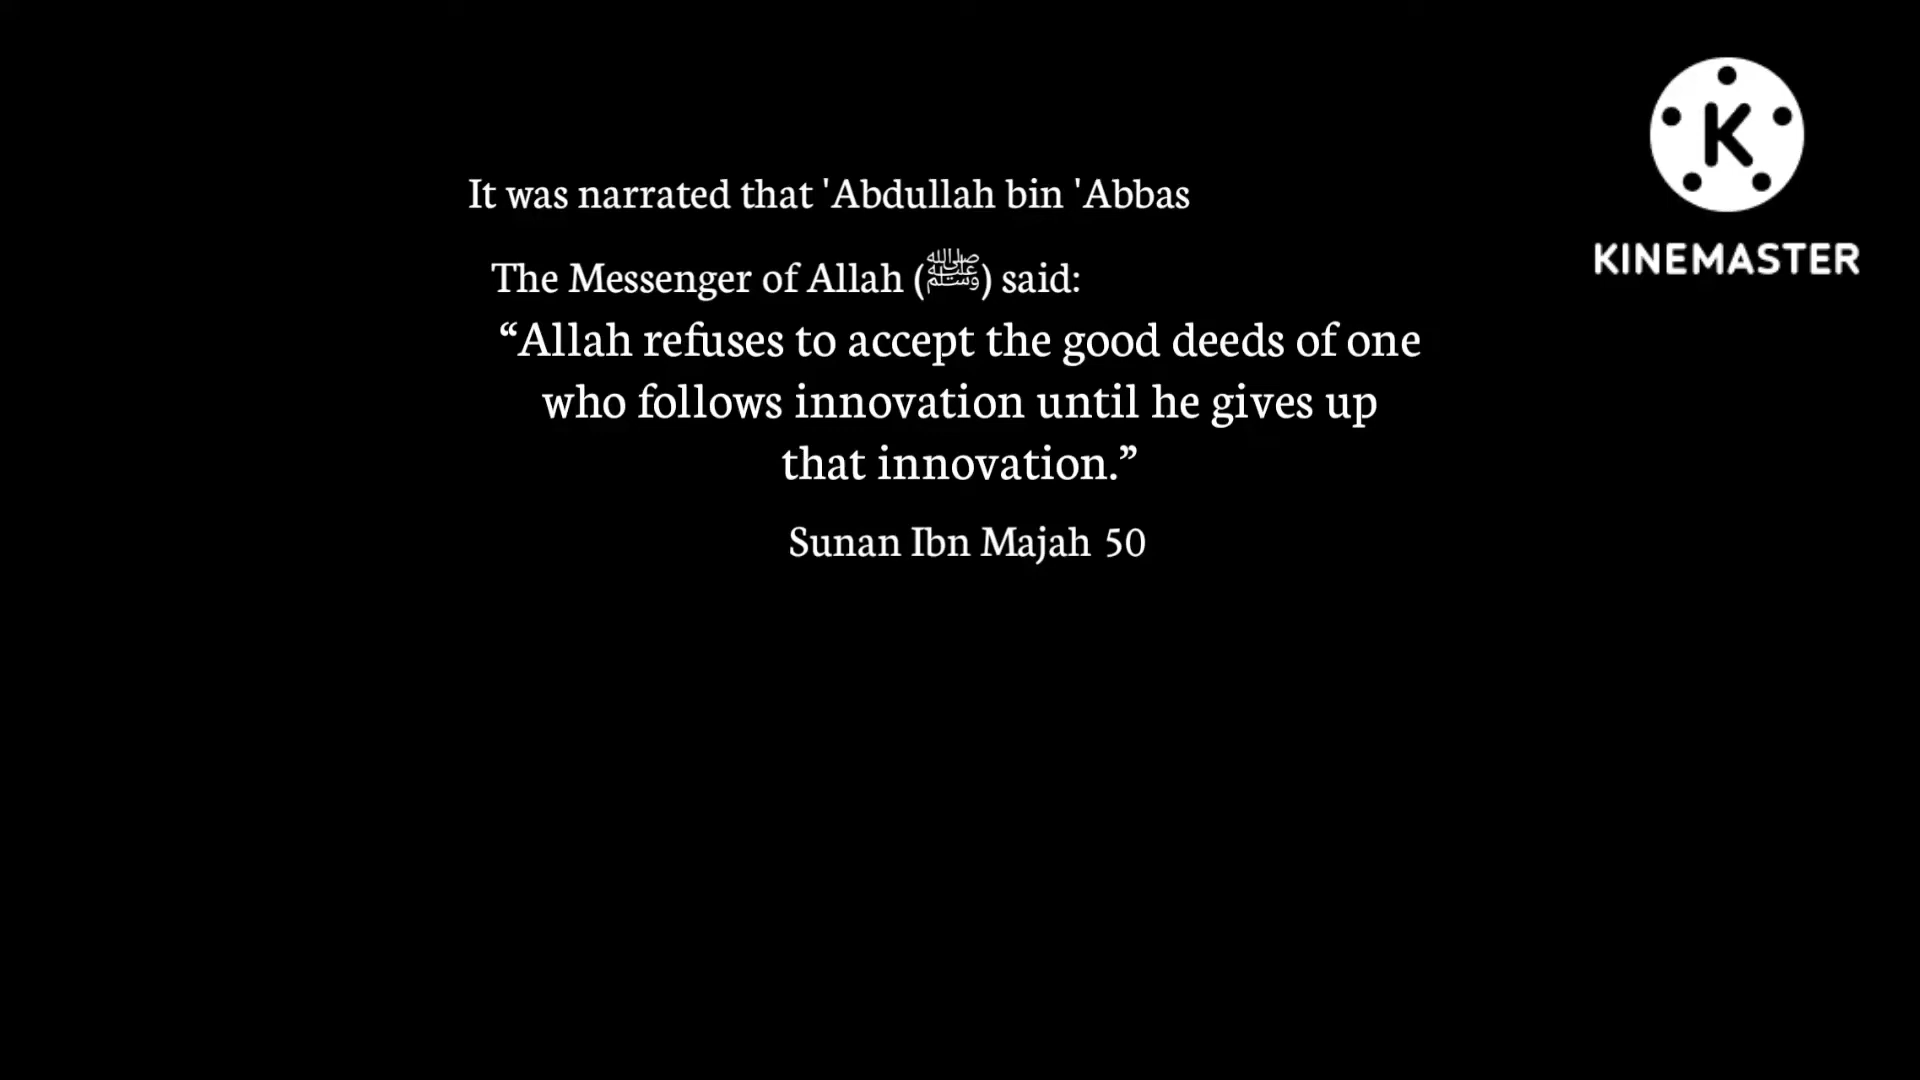 It was narrated that 'Abdullah bin 'Abbas
The Messenger of Allah (ﷺ) said:
“Allah refuses to accept the good deeds of one
who follows innovation until he gives up
that innovation.”
Sunan Ibn Majah 50
K
KINEMASTER